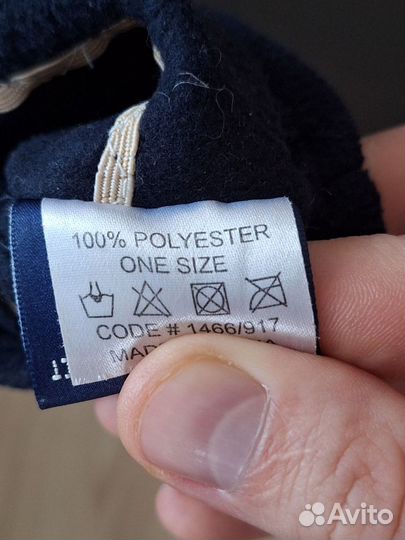 100% POLYESTER
ONE SIZE
CODE # 1466/917
Avito